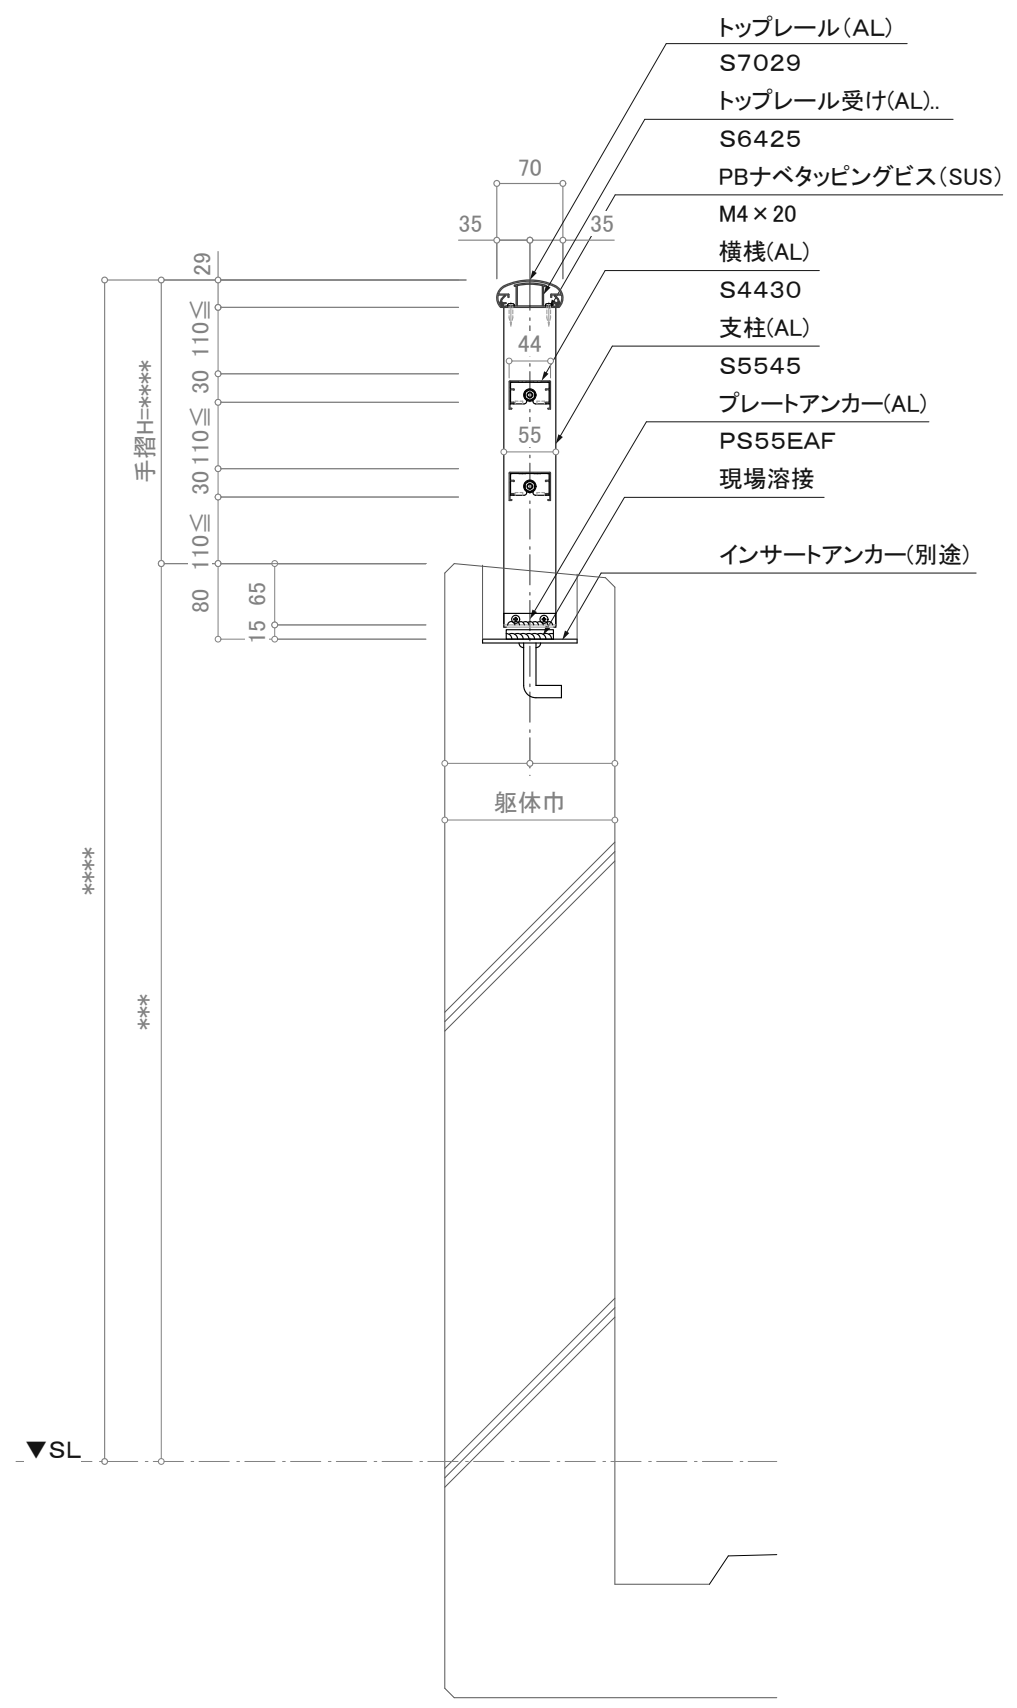 トップレール（AL）
S7029
トップレール受け(AL)..
S6425
PBナベタッピングビス（SUS）
M4×20
横桟(AL)
S4430
支柱(AL)
S5545
プレートアンカー(AL)
PS55EAF
現場溶接
インサートアンカー(別途)
70
35
35
29
110≦
30
110≦
30
110≦
80
65
15
手摺H=*****
44
55
躯体巾
****
***
▼SL